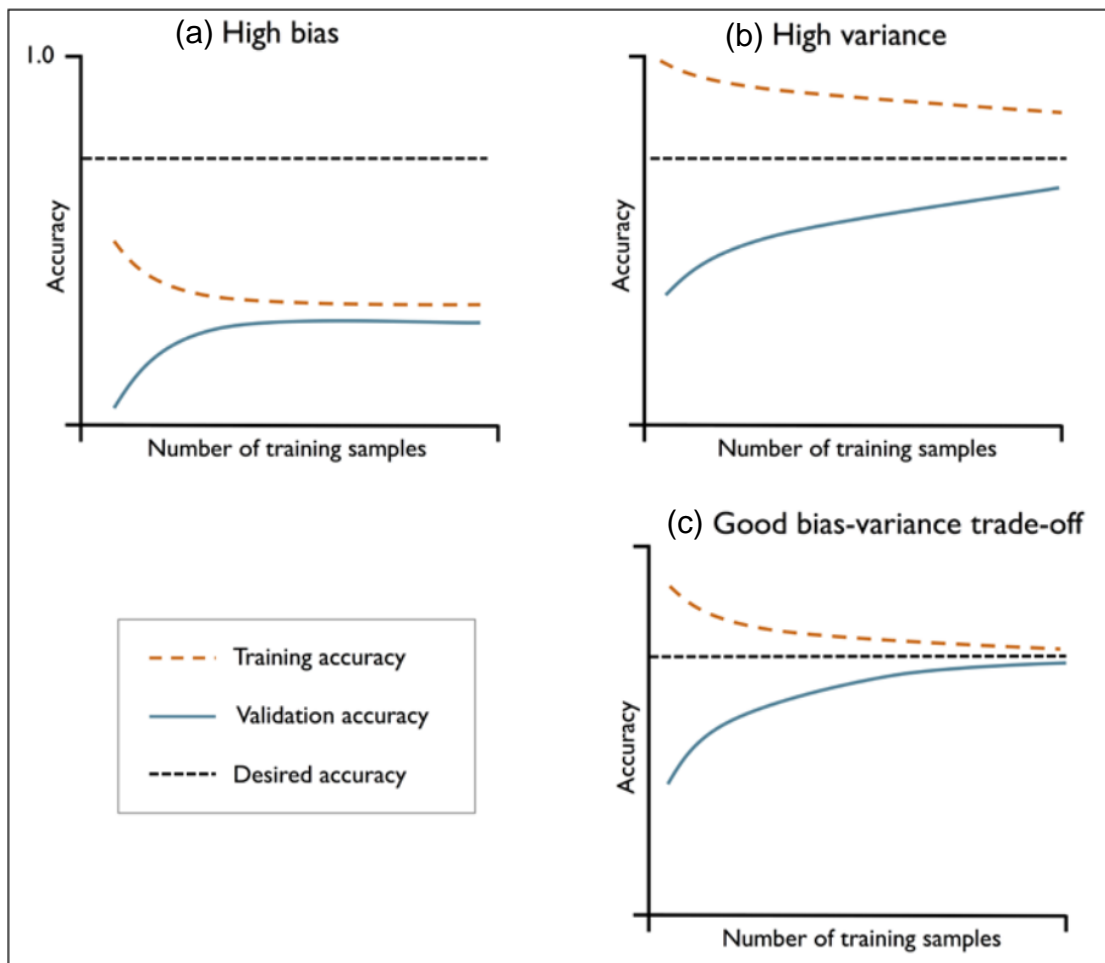 (a) High bias
1.0
Accuracy
Number of training samples
(b) High variance
Accuracy
Number of training samples
(c) Good bias-variance trade-off
Accuracy
Number of training samples
Training accuracy
Validation accuracy
Desired accuracy